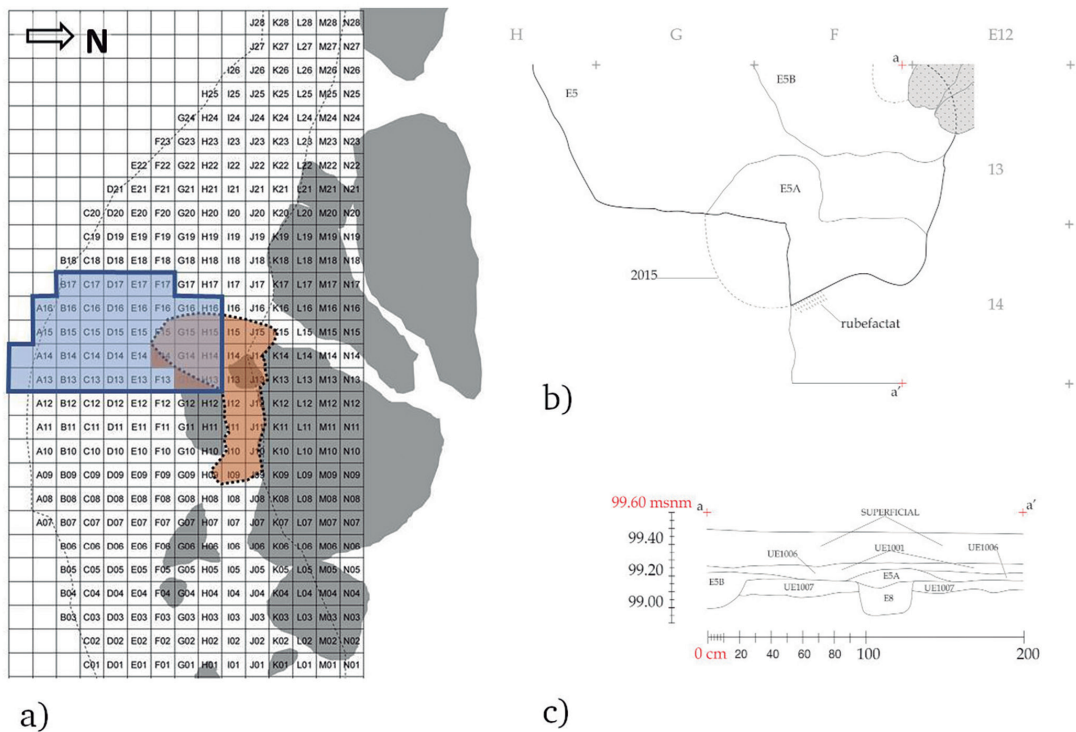 N
J28 K28 L28 M28 N28
J27 K27 L27 M27 N27
I26 J26 K26 L26 M26 N26
H25 I25 J25 K25 L25 M25 N25
G24 H24 I24 J24 K24 L24 M24 N24
F23 G23 H23 I23 J23 K23 L23 M23 N23
E22 F22 G22 H22 I22 J22 K22 L22 M22 N22
D21 E21 F21 G21 H21 I21 J21 K21 L21 M21 N21
C20 D20 E20 F20 G20 H20 I20 J20 K20 L20 M20 N20
C19 D19 E19 F19 G19 H19 I19 J19 K19 L19 M19 N19
B18 C18 D18 E18 F18 G18 H18 I18 J18 K18 L18 M18 N18
B17 C17 D17 E17 F17 G17 H17 I17 J17 K17 L17 M17 N17
A16 B16 C16 D16 E16 F16 G16 H16 I16 J16 K16 L16 M16 N16
A15 B15 C15 D15 E15 F15 G15 H15 I15 J15 K15 L15 M15 N15
A14 B14 C14 D14 E14 F14 G14 H14 I14 J14 K14 L14 M14 N14
A13 B13 C13 D13 E13 F13 G13 H13 I13 J13 K13 L13 M13 N13
A12 B12 C12 D12 E12 F12 G12 H12 I12 J12 K12 L12 M12 N12
A11 B11 C11 D11 E11 F11 G11 H11 I11 J11 K11 L11 M11 N11
A10 B10 C10 D10 E10 F10 G10 H10 I10 J10 K10 L10 M10 N10
A09 B09 C09 D09 E09 F09 G09 H09 I09 J09 K09 L09 M09 N09
A08 B08 C08 D08 E08 F08 G08 H08 I08 J08 K08 L08 M08 N08
A07 B07 C07 D07 E07 F07 G07 H07 I07 J07 K07 L07 M07 N07
B06 C06 D06 E06 F06 G06 H06 I06 J06 K06 L06 M06 N06
B05 C05 D05 E05 F05 G05 H05 I05 J05 K05 L05 M05 N05
B04 C04 D04 E04 F04 G04 H04 I04 J04 K04 L04 M04 N04
B03 C03 D03 E03 F03 G03 H03 I03 J03 K03 L03 M03 N03
C02 D02 E02 F02 G02 H02 I02 J02 K02 L02 M02 N02
C01 D01 E01 F01 G01 H01 I01 J01 K01 L01 M01 N01
a)
H G F E12
a
E5 E5B
13
E5A
2015
14
rubefactat
a'
b)
99.60 msnm a a'
SUPERFICIAL
99.40
UE1006 UE1001 UE1006
99.20
E5B UE1007 E5A UE1007
99.00 E8
0 cm 20 40 60 80 100 200
c)